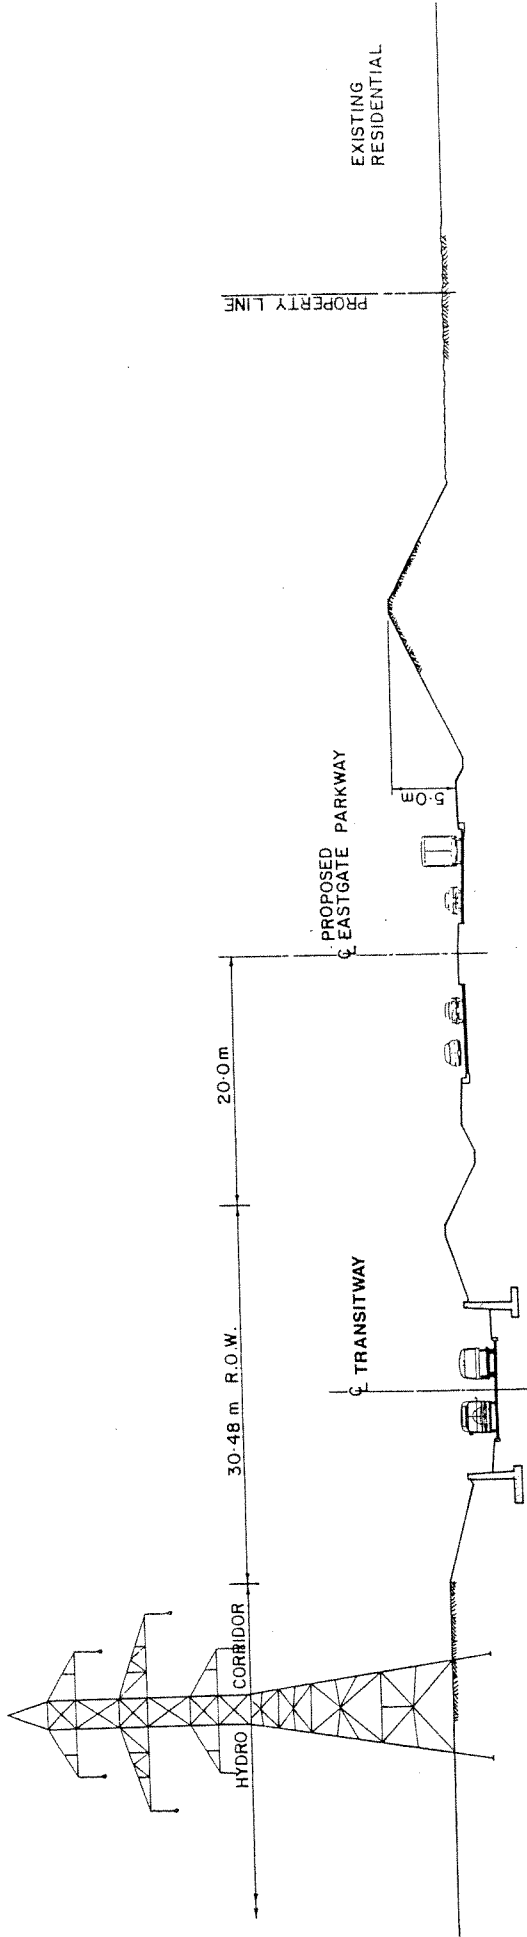 HYDRO CORRIDOR
30·48 m R.O.W.
20·0m
℄ TRANSITWAY
PROPOSED
℄ EASTGATE PARKWAY
5·0m
PROPERTY LINE
EXISTING
RESIDENTIAL